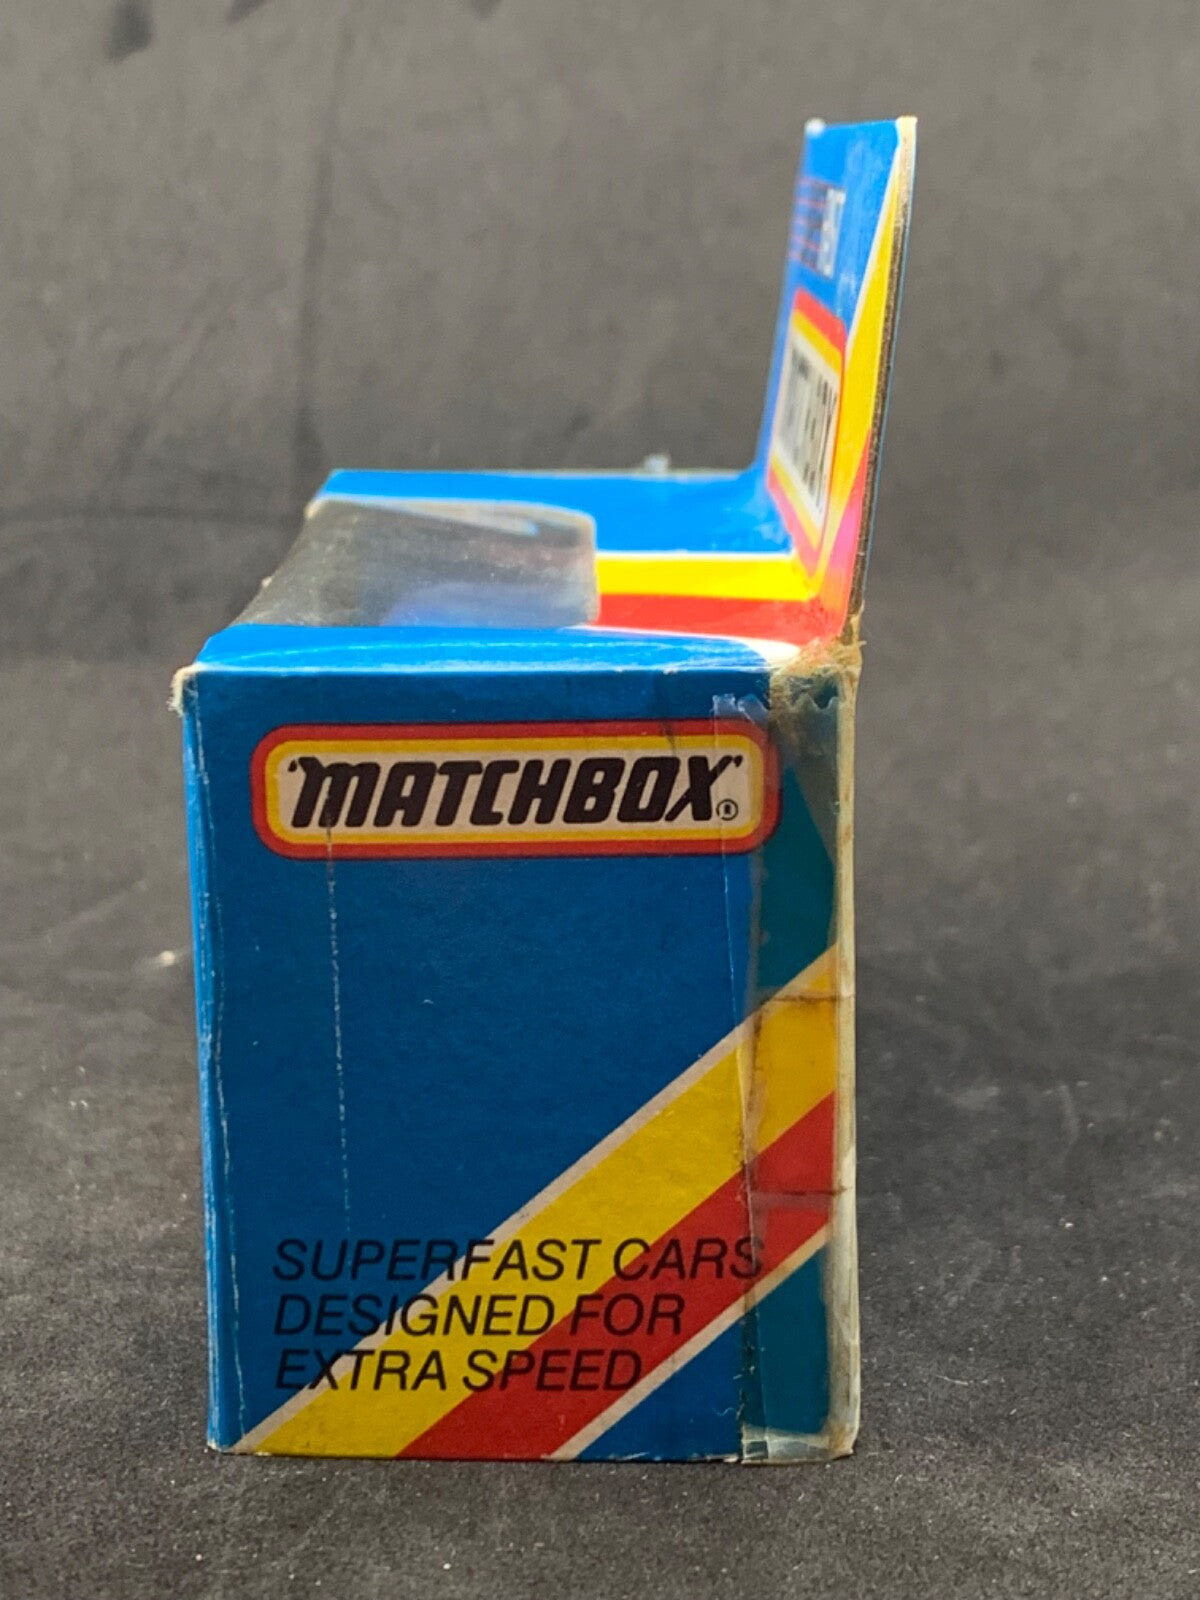 'MATCHBOX'®
SUPERFAST CARS
DESIGNED FOR
EXTRA SPEED